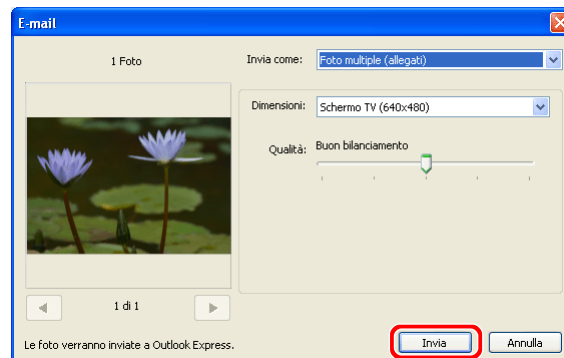 E-mail
1 Foto
Invia come: Foto multiple (allegati)
Dimensioni: Schermo TV (640x480)
Qualità: Buon bilanciamento
1 di 1
Le foto verranno inviate a Outlook Express.
Invia Annulla